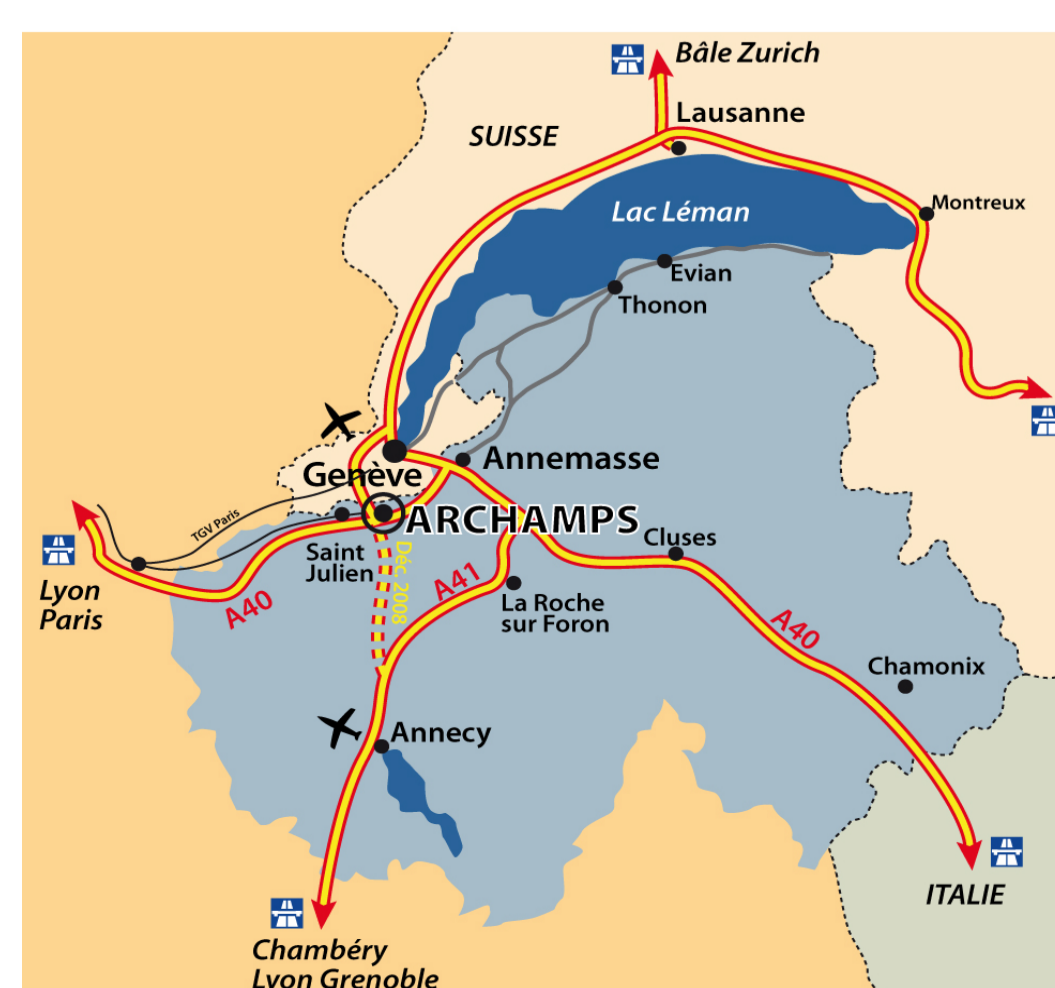 Bâle Zurich
Lausanne
SUISSE
Montreux
Lac Léman
Evian
Thonon
Annemasse
Genève
ARCHAMPS
TGV Paris
Saint
Julien
Cluses
Déc. 2008
A41
La Roche
sur Foron
Lyon
Paris
A40
A40
Chamonix
Annecy
ITALIE
Chambéry
Lyon Grenoble